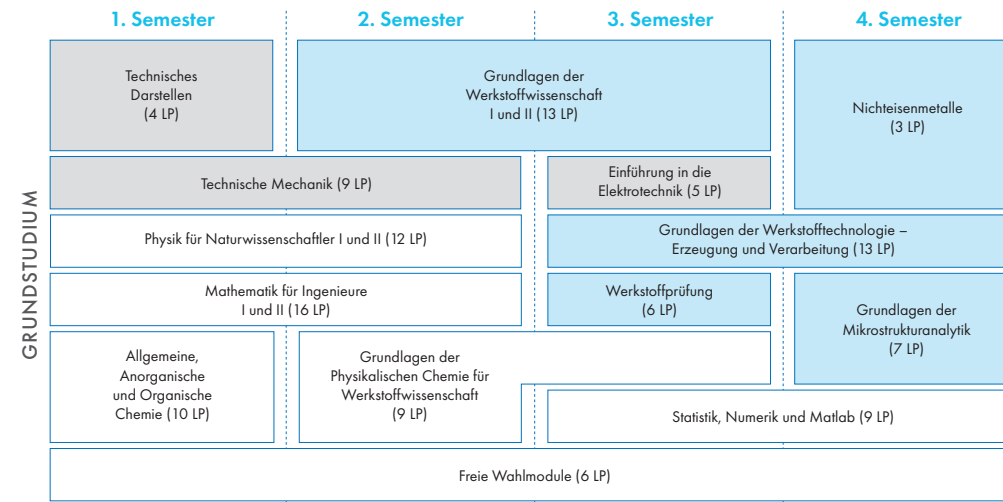 1. Semester
2. Semester
3. Semester
4. Semester
GRUNDSTUDIUM
Technisches
Darstellen
(4 LP)
Grundlagen der
Werkstoffwissenschaft
I und II (13 LP)
Nichteisenmetalle
(3 LP)
Technische Mechanik (9 LP)
Einführung in die
Elektrotechnik (5 LP)
Physik für Naturwissenschaftler I und II (12 LP)
Grundlagen der Werkstofftechnologie –
Erzeugung und Verarbeitung (13 LP)
Mathematik für Ingenieure
I und II (16 LP)
Werkstoffprüfung
(6 LP)
Grundlagen der
Mikrostrukturanalytik
(7 LP)
Allgemeine,
Anorganische
und Organische
Chemie (10 LP)
Grundlagen der
Physikalischen Chemie für
Werkstoffwissenschaft
(9 LP)
Statistik, Numerik und Matlab (9 LP)
Freie Wahlmodule (6 LP)